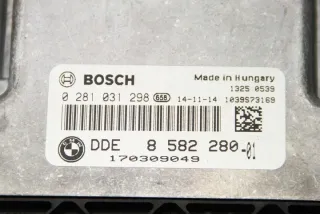 BOSCH
Made in Hungary
1325 0539
0 281 031 298 656 14-11-14 1039S73169
DDE 8 582 280-01
170309049